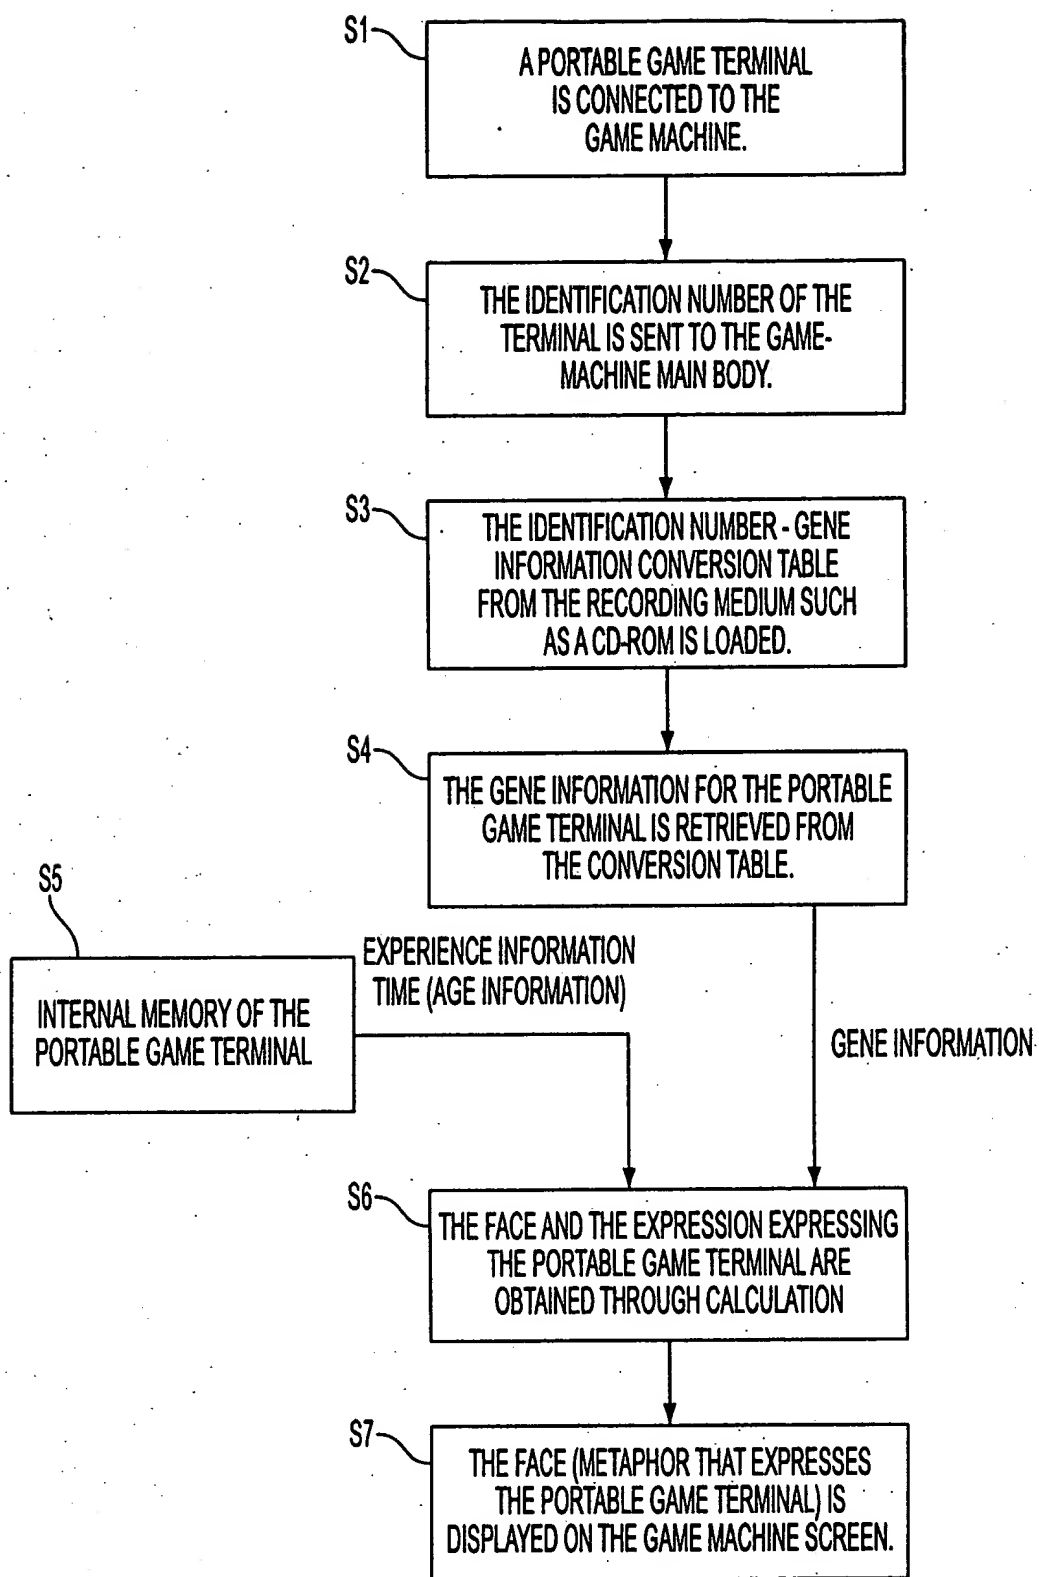 S1
A PORTABLE GAME TERMINAL
IS CONNECTED TO THE
GAME MACHINE.
S2
THE IDENTIFICATION NUMBER OF THE
TERMINAL IS SENT TO THE GAME-
MACHINE MAIN BODY.
S3
THE IDENTIFICATION NUMBER - GENE
INFORMATION CONVERSION TABLE
FROM THE RECORDING MEDIUM SUCH
AS A CD-ROM IS LOADED.
S4
THE GENE INFORMATION FOR THE PORTABLE
GAME TERMINAL IS RETRIEVED FROM
THE CONVERSION TABLE.
S5
INTERNAL MEMORY OF THE
PORTABLE GAME TERMINAL
EXPERIENCE INFORMATION
TIME (AGE INFORMATION)
GENE INFORMATION
S6
THE FACE AND THE EXPRESSION EXPRESSING
THE PORTABLE GAME TERMINAL ARE
OBTAINED THROUGH CALCULATION
S7
THE FACE (METAPHOR THAT EXPRESSES
THE PORTABLE GAME TERMINAL) IS
DISPLAYED ON THE GAME MACHINE SCREEN.